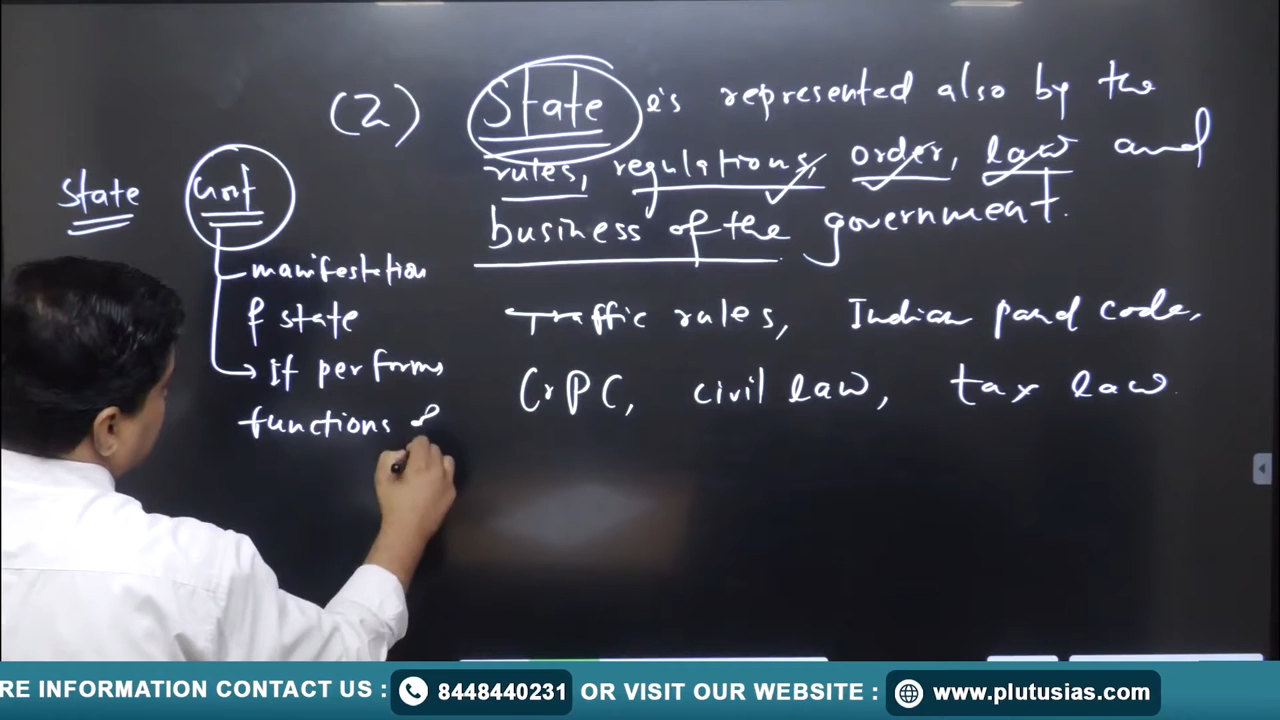 (2) State is represented also by the
rules, regulations, order, law and
business of the government.
Traffic rules, Indian panel code,
CrPC, civil law, tax law.
State Govt
manifestation
of state
It performs
functions
RE INFORMATION CONTACT US : 8448440231 OR VISIT OUR WEBSITE : www.plutusias.com